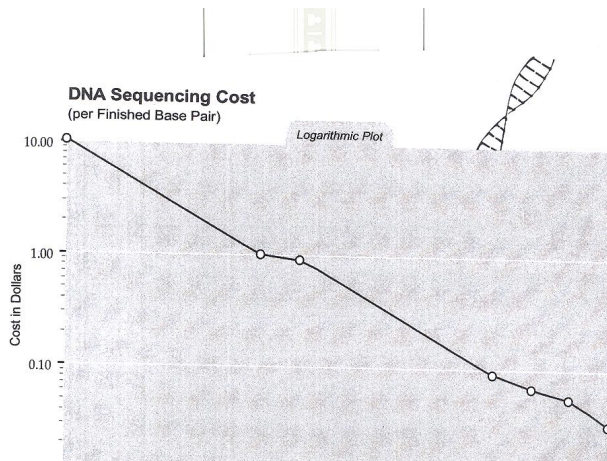 DNA Sequencing Cost
(per Finished Base Pair)
Logarithmic Plot
10.00
1.00
0.10
Cost in Dollars